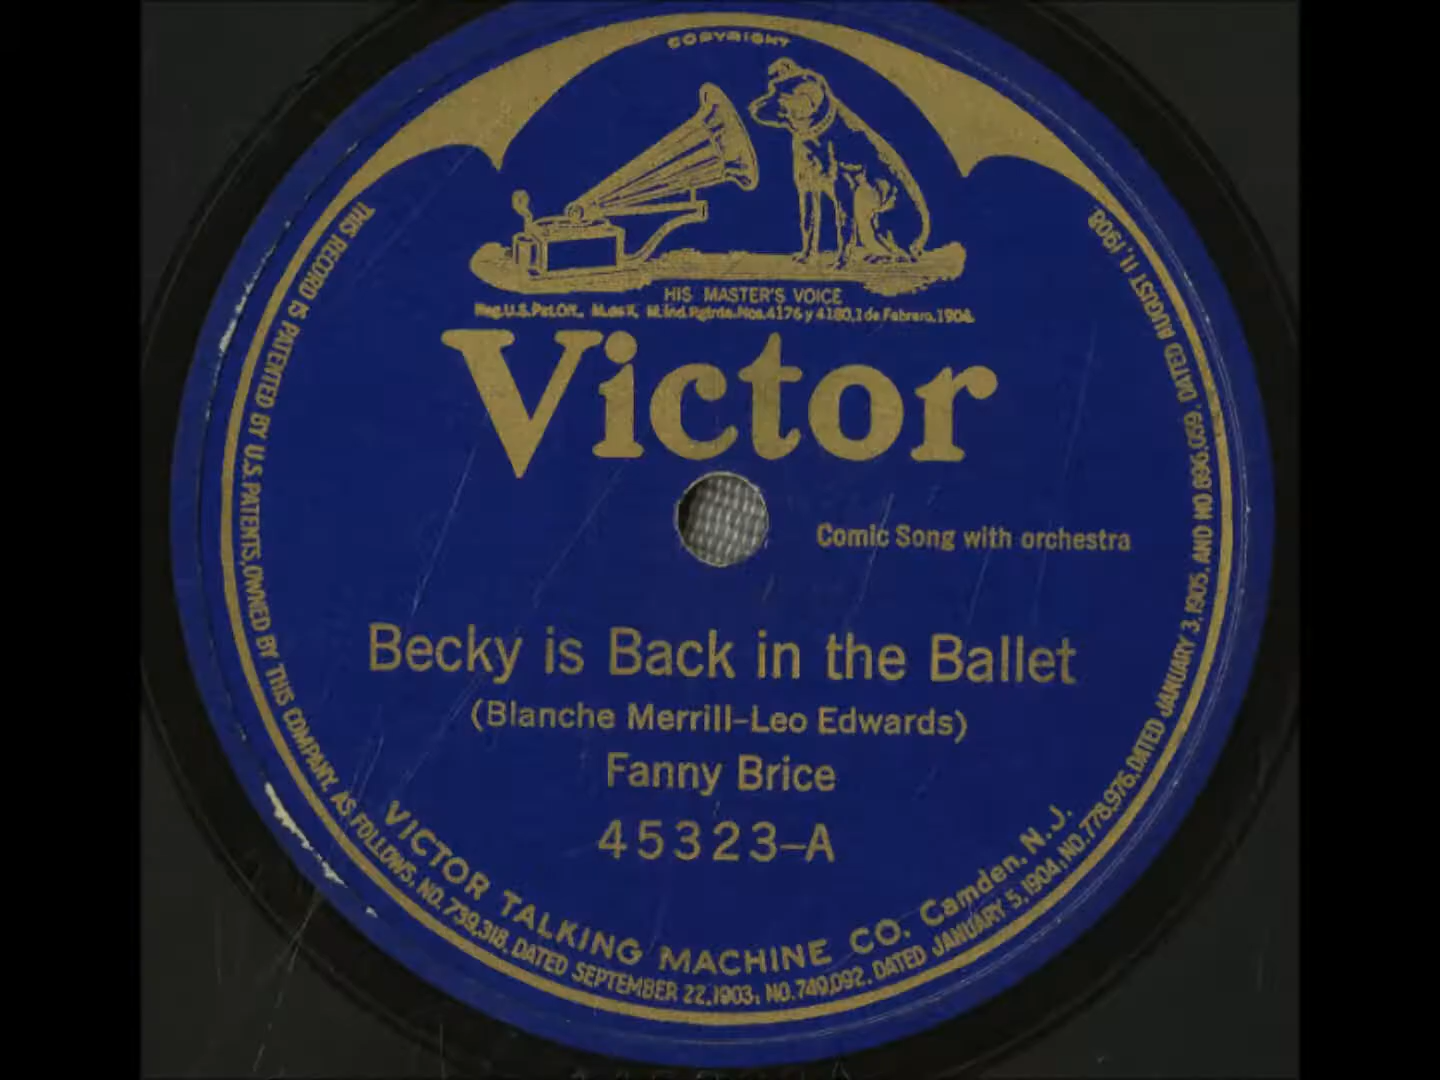 COPYRIGHT
HIS MASTER'S VOICE
Reg.U.S.Pat.Off., M.de F., M.Ind.Rgtrda.Nos.4176 y 4180,1 de Febrero,1904.
Victor
Comic Song with orchestra
Becky is Back in the Ballet
(Blanche Merrill-Leo Edwards)
Fanny Brice
45323-A
VICTOR TALKING MACHINE CO. Camden, N.J.
THIS RECORD IS PATENTED BY U.S. PATENTS, OWNED BY THIS COMPANY, AS FOLLOWS, NO. 739,318, DATED SEPTEMBER 22, 1903; NO. 749,092, DATED JANUARY 5, 1904, NO. 778,976, DATED JANUARY 3, 1905, AND NO. 896,059, DATED AUGUST 11, 1908.